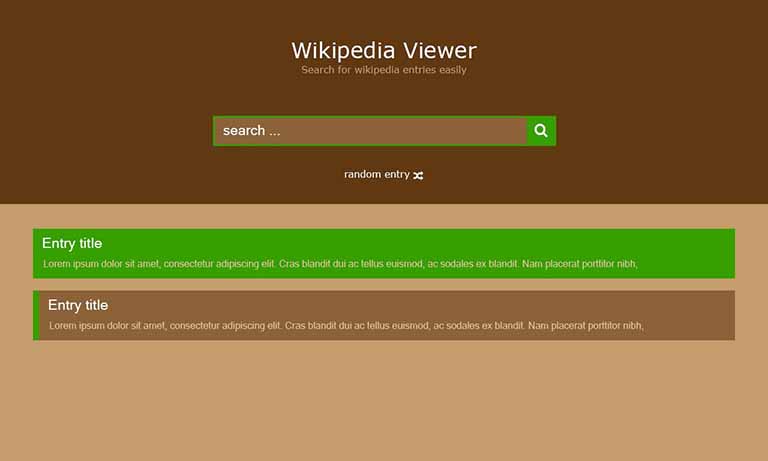 Wikipedia Viewer
Search for wikipedia entries easily
search ...
random entry
Entry title
Lorem ipsum dolor sit amet, consectetur adipiscing elit. Cras blandit dui ac tellus euismod, ac sodales ex blandit. Nam placerat porttitor nibh,
Entry title
Lorem ipsum dolor sit amet, consectetur adipiscing elit. Cras blandit dui ac tellus euismod, ac sodales ex blandit. Nam placerat porttitor nibh,